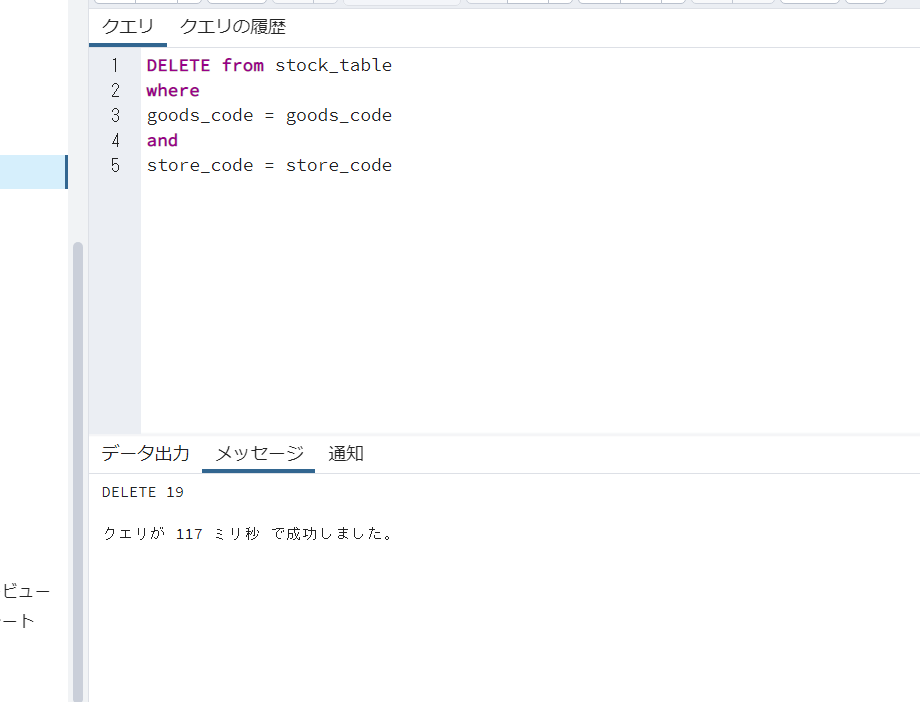 クエリ クエリの履歴
1 DELETE from stock_table
2 where
3 goods_code = goods_code
4 and
5 store_code = store_code
データ出力 メッセージ 通知
DELETE 19
クエリが 117 ミリ秒 で成功しました。
ビュー
ート